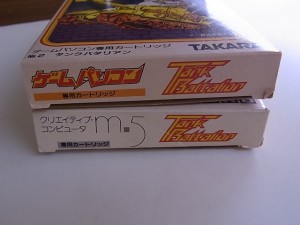 ゲームパソコン専用カートリッジ
TAKARA
タンクバタリアン
ゲームパソコン
専用カートリッジ
Tank
Battalion
クリエイティブ・
コンピュータ
m5
専用カートリッジ
Tank
Battalion